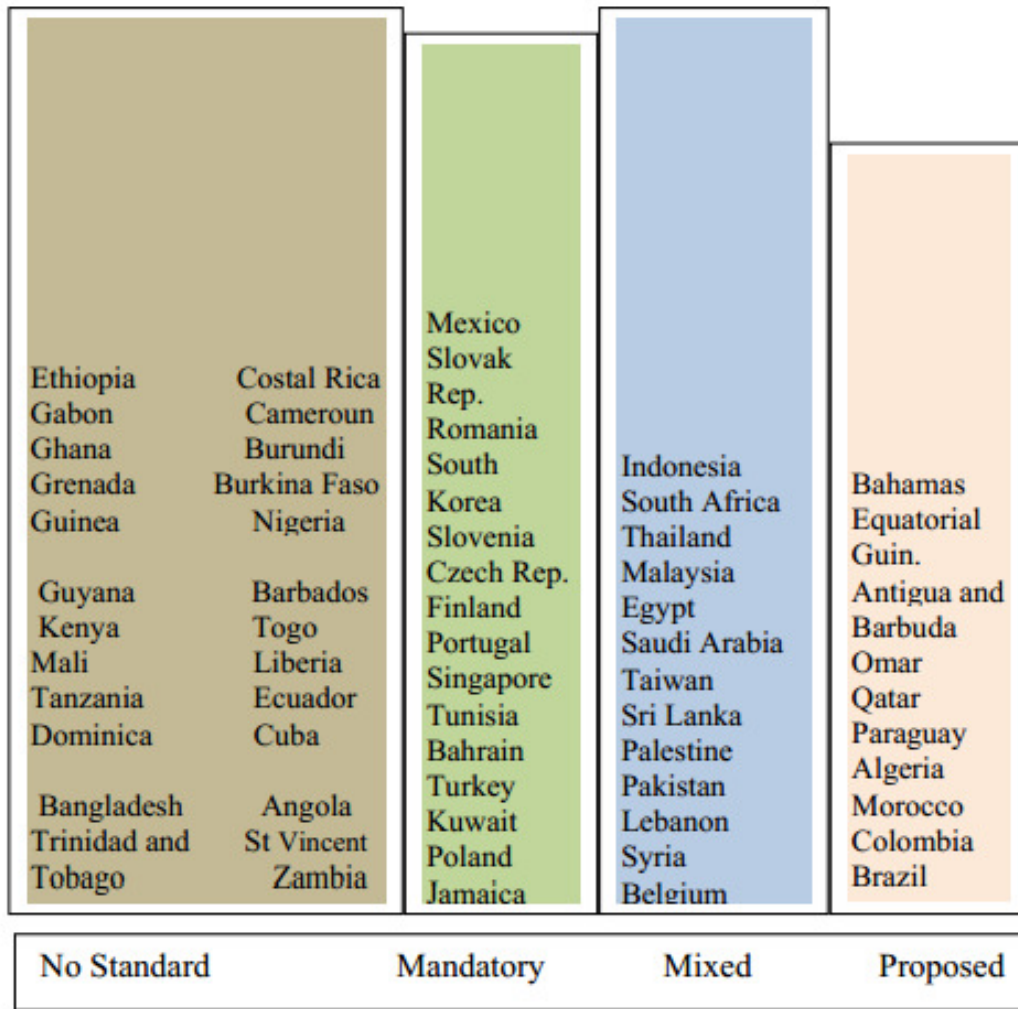 Ethiopia Costal Rica
Gabon Cameroun
Ghana Burundi
Grenada Burkina Faso
Guinea Nigeria
Guyana Barbados
Kenya Togo
Mali Liberia
Tanzania Ecuador
Dominica Cuba
Bangladesh Angola
Trinidad and St Vincent
Tobago Zambia
Mexico
Slovak
Rep.
Romania
South
Korea
Slovenia
Czech Rep.
Finland
Portugal
Singapore
Tunisia
Bahrain
Turkey
Kuwait
Poland
Jamaica
Indonesia
South Africa
Thailand
Malaysia
Egypt
Saudi Arabia
Taiwan
Sri Lanka
Palestine
Pakistan
Lebanon
Syria
Belgium
Bahamas
Equatorial
Guin.
Antigua and
Barbuda
Omar
Qatar
Paraguay
Algeria
Morocco
Colombia
Brazil
No Standard Mandatory Mixed Proposed